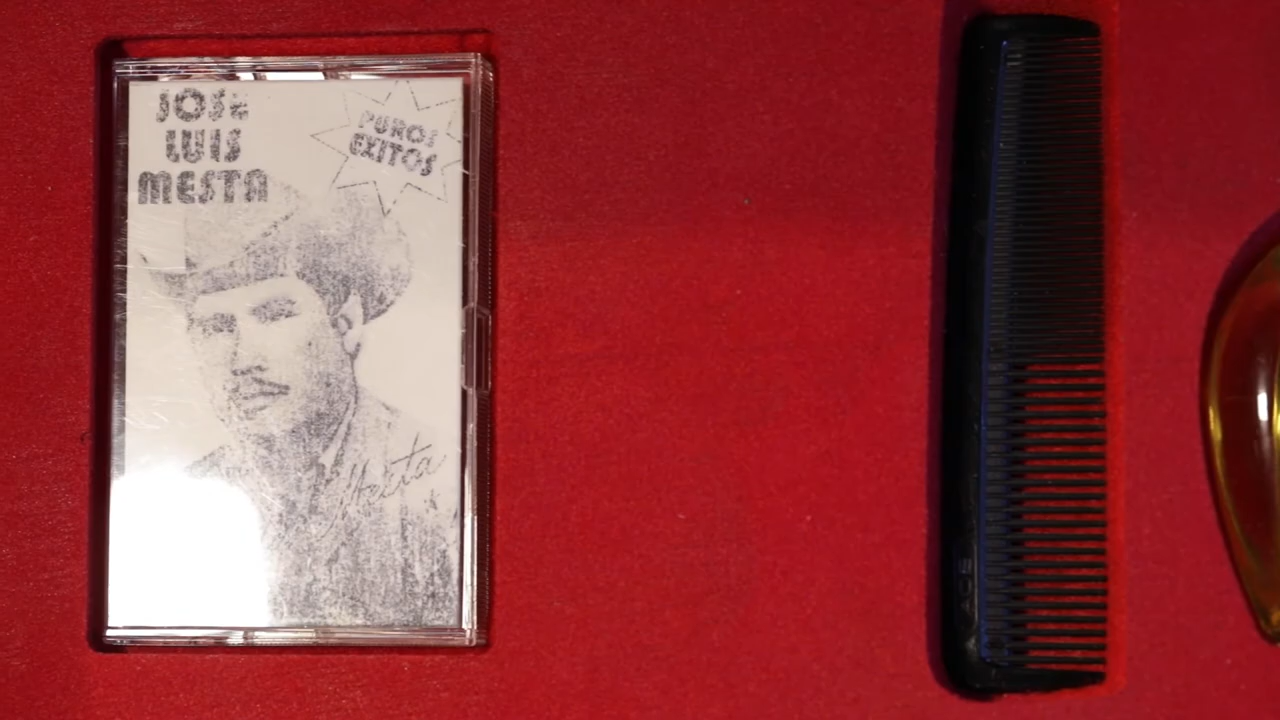 JOSE
LUIS
MESTA
PUROS
EXITOS
Mesta
ACE